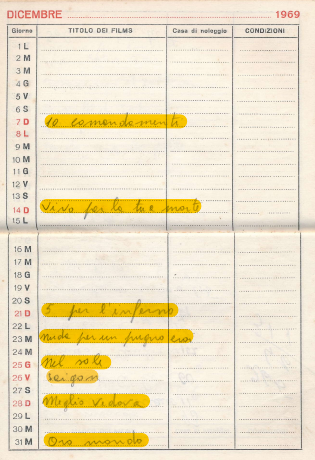 DICEMBRE 1969
Giorno TITOLO DEI FILMS Casa di noleggio CONDIZIONI
1 L
2 M
3 M
4 G
5 V
6 S
7 D 10 comandamenti
8 L
9 M
10 M
11 G
12 V
13 S
14 D Vivo per la tua morte
15 L
16 M
17 M
18 G
19 V
20 S
21 D 5 per l'inferno
22 L
23 M Nuda per un pugno eroi
24 M
25 G Nel sole
26 V Saigon
27 S
28 D Meglio vedova
29 L
30 M
31 M Oro mondo